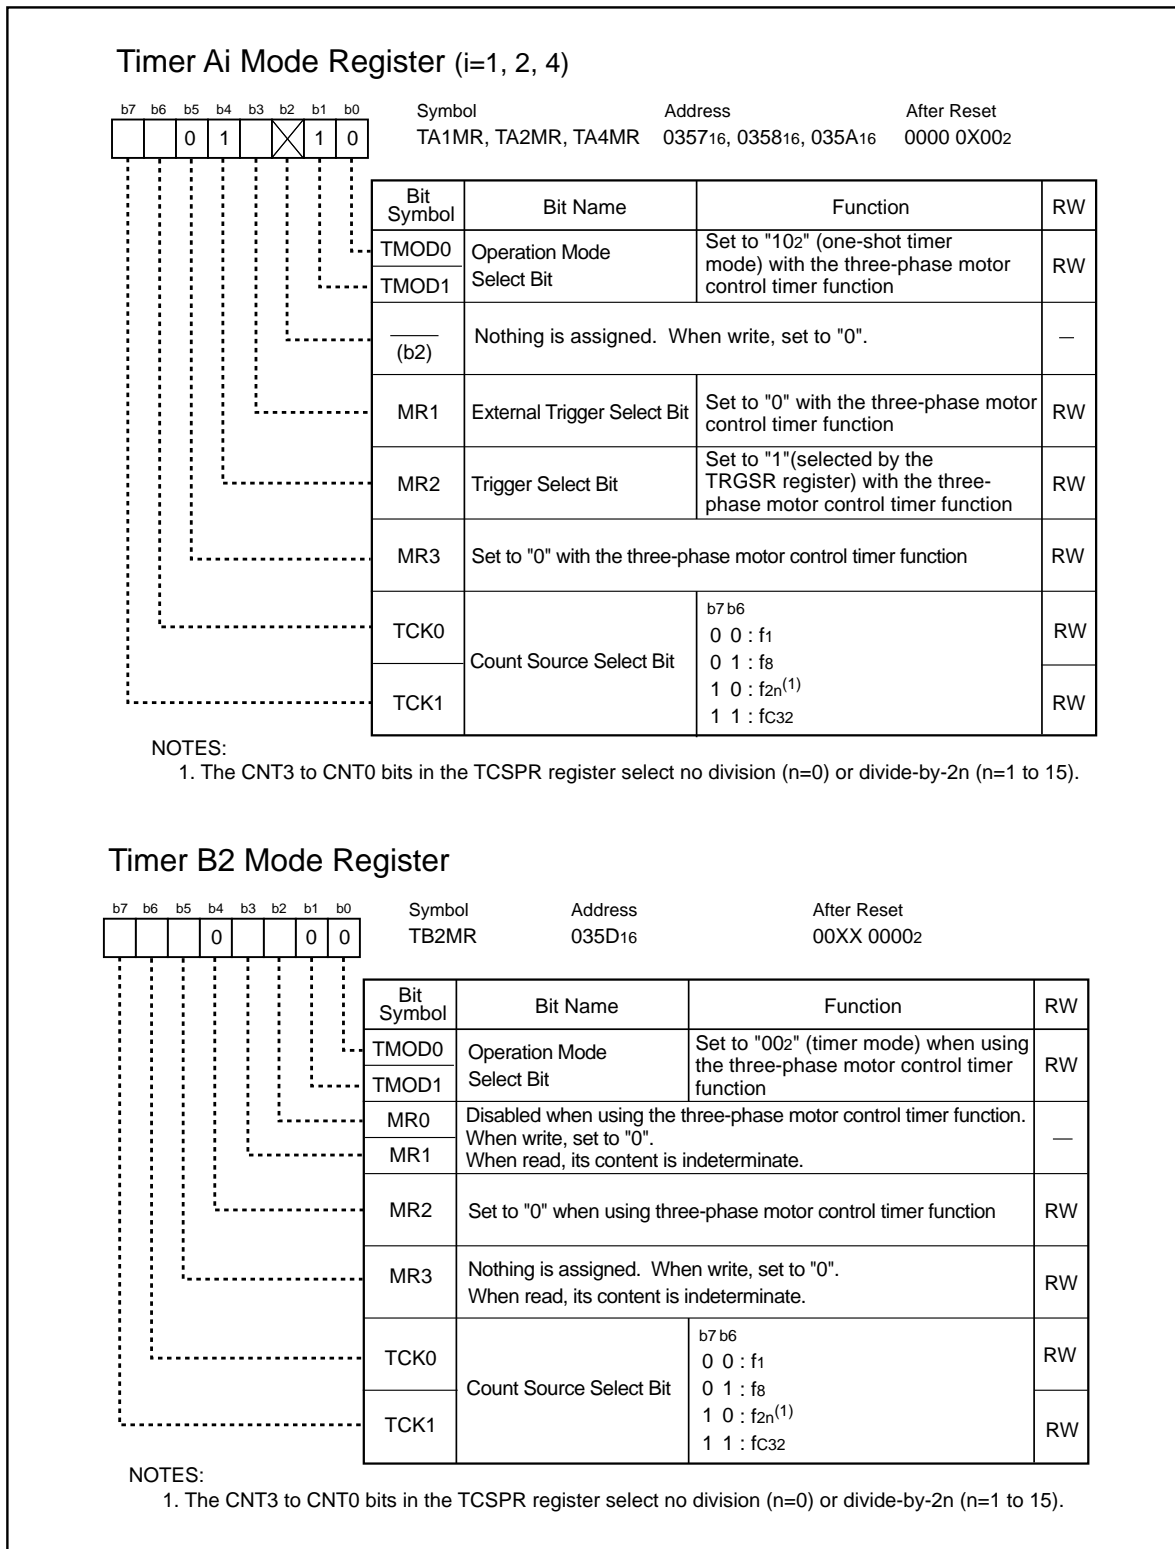 Timer Ai Mode Register (i=1, 2, 4)
b7 b6 b5 b4 b3 b2 b1 b0
0 1 1 0
Symbol Address After Reset
TA1MR, TA2MR, TA4MR 035716, 035816, 035A16 0000 0X002
Bit Symbol Bit Name Function RW
TMOD0
TMOD1
Operation Mode
Select Bit
Set to "102" (one-shot timer
mode) with the three-phase motor
control timer function
RW
(b2)
Nothing is assigned. When write, set to "0".
—
MR1
External Trigger Select Bit
Set to "0" with the three-phase motor
control timer function
RW
MR2
Trigger Select Bit
Set to "1"(selected by the
TRGSR register) with the three-
phase motor control timer function
RW
MR3
Set to "0" with the three-phase motor control timer function
RW
TCK0
TCK1
Count Source Select Bit
b7 b6
0 0 : f1
0 1 : f8
1 0 : f2n(1)
1 1 : fC32
RW
RW
NOTES:
1. The CNT3 to CNT0 bits in the TCSPR register select no division (n=0) or divide-by-2n (n=1 to 15).
Timer B2 Mode Register
b7 b6 b5 b4 b3 b2 b1 b0
0 0 0
Symbol Address After Reset
TB2MR 035D16 00XX 00002
Bit Symbol Bit Name Function RW
TMOD0
TMOD1
Operation Mode
Select Bit
Set to "002" (timer mode) when using
the three-phase motor control timer
function
RW
MR0
MR1
Disabled when using the three-phase motor control timer function.
When write, set to "0".
When read, its content is indeterminate.
—
MR2
Set to "0" when using three-phase motor control timer function
RW
MR3
Nothing is assigned. When write, set to "0".
When read, its content is indeterminate.
RW
TCK0
TCK1
Count Source Select Bit
b7 b6
0 0 : f1
0 1 : f8
1 0 : f2n(1)
1 1 : fC32
RW
RW
NOTES:
1. The CNT3 to CNT0 bits in the TCSPR register select no division (n=0) or divide-by-2n (n=1 to 15).